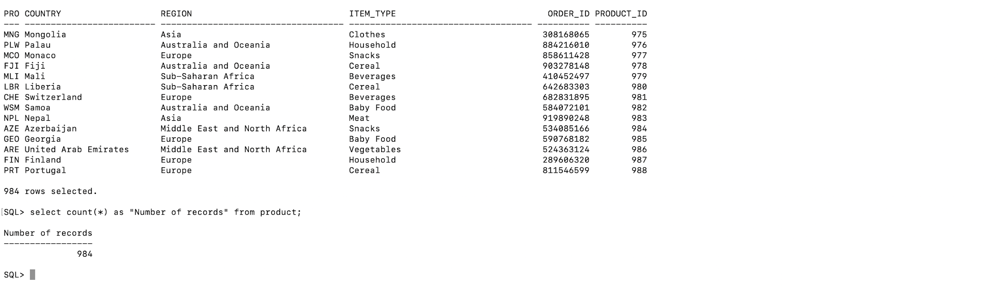 PRO COUNTRY                   REGION                              ITEM_TYPE                             ORDER_ID PRODUCT_ID
--- ------------------------- ----------------------------------- ----------------------------------- ---------- ----------
MNG Mongolia                  Asia                                Clothes                              308168065        975
PLW Palau                     Australia and Oceania               Household                            884216010        976
MCO Monaco                    Europe                              Snacks                               858611428        977
FJI Fiji                      Australia and Oceania               Cereal                               903278148        978
MLI Mali                      Sub-Saharan Africa                  Beverages                            410452497        979
LBR Liberia                   Sub-Saharan Africa                  Cereal                               642683303        980
CHE Switzerland               Europe                              Beverages                            682831895        981
WSM Samoa                     Australia and Oceania               Baby Food                            584072101        982
NPL Nepal                     Asia                                Meat                                 919890248        983
AZE Azerbaijan                Middle East and North Africa        Snacks                               534085166        984
GEO Georgia                   Europe                              Baby Food                            590768182        985
ARE United Arab Emirates      Middle East and North Africa        Vegetables                           524363124        986
FIN Finland                   Europe                              Household                            289606320        987
PRT Portugal                  Europe                              Cereal                               811546599        988
984 rows selected.
[SQL> select count(*) as "Number of records" from product;
Number of records
-----------------
              984
SQL>